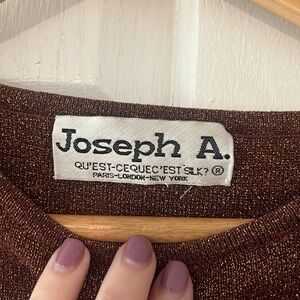 Joseph A.
QU'EST-CEQUEC'EST SILK? ®
PARIS-LONDON-NEW YORK